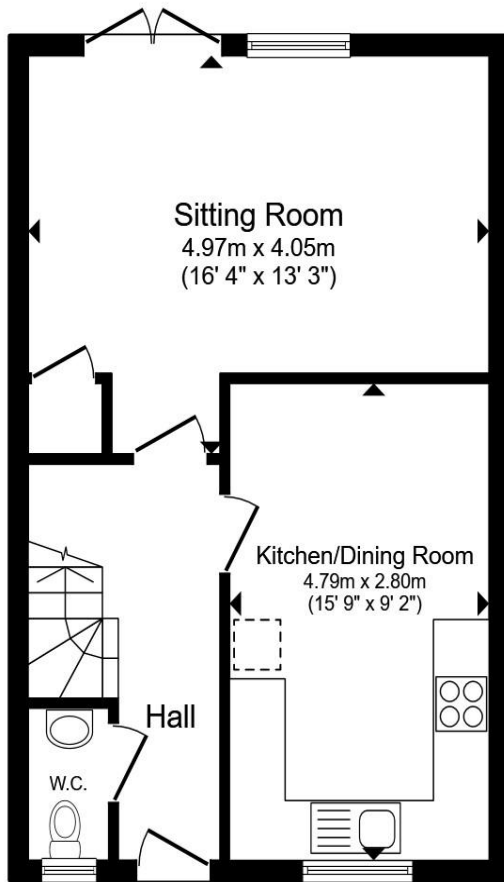 Sitting Room
4.97m x 4.05m
(16' 4" x 13' 3")
Kitchen/Dining Room
4.79m x 2.80m
(15' 9" x 9' 2")
Hall
W.C.